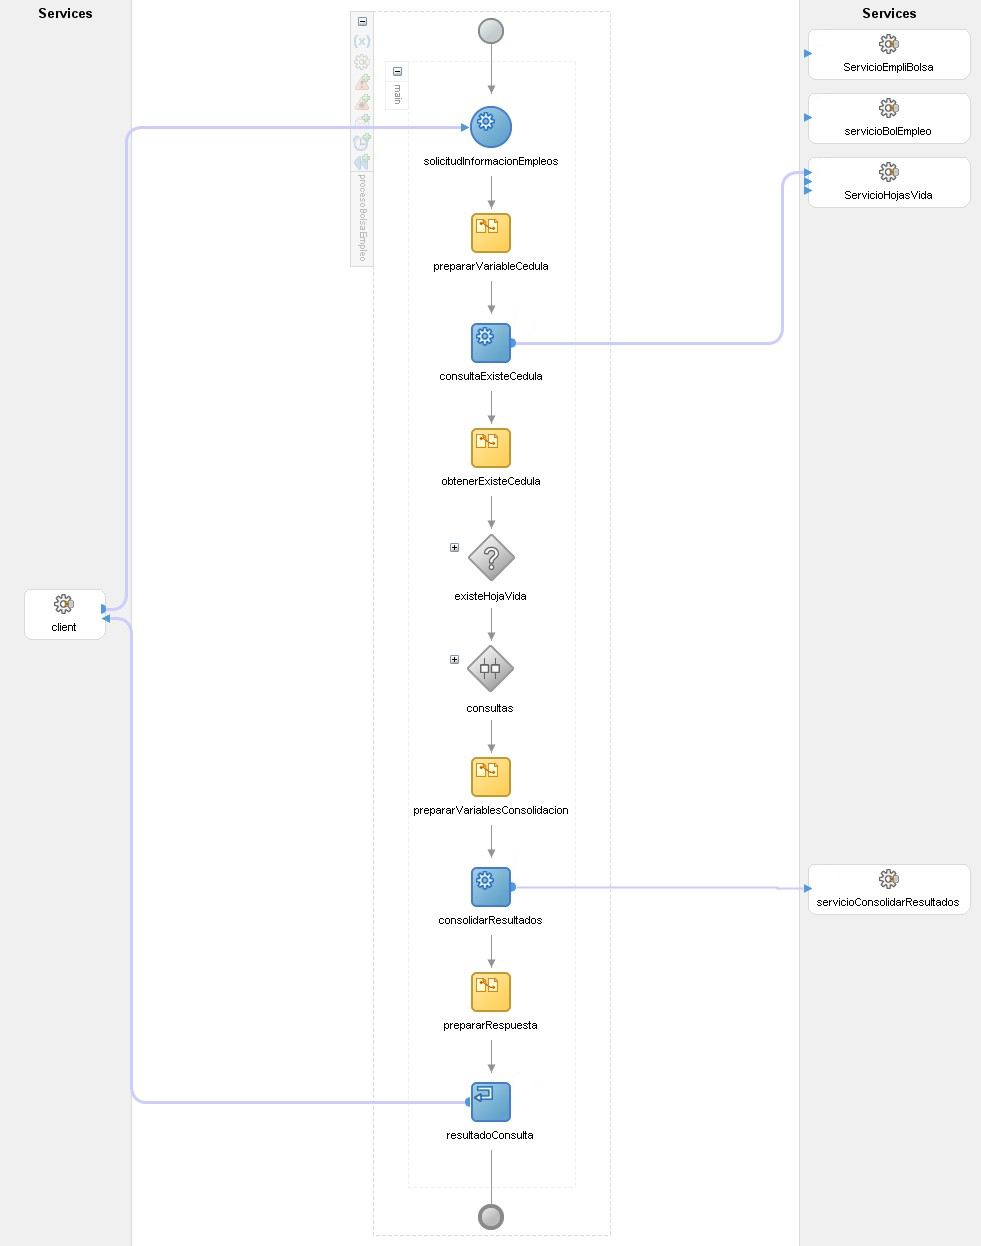 Services
Services
ServicioEmpliBolsa
servicioBolEmpleo
ServicioHojasVida
main
procesoBolsaEmpleo
solicitudInformacionEmpleos
prepararVariableCedula
consultaExisteCedula
obtenerExisteCedula
existeHojaVida
client
consultas
prepararVariablesConsolidacion
consolidarResultados
servicioConsolidarResultados
prepararRespuesta
resultadoConsulta